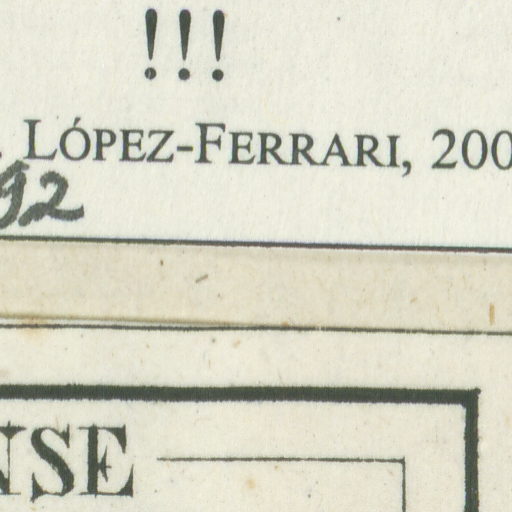 !!!
. LÓPEZ-FERRARI, 200
92
NSE